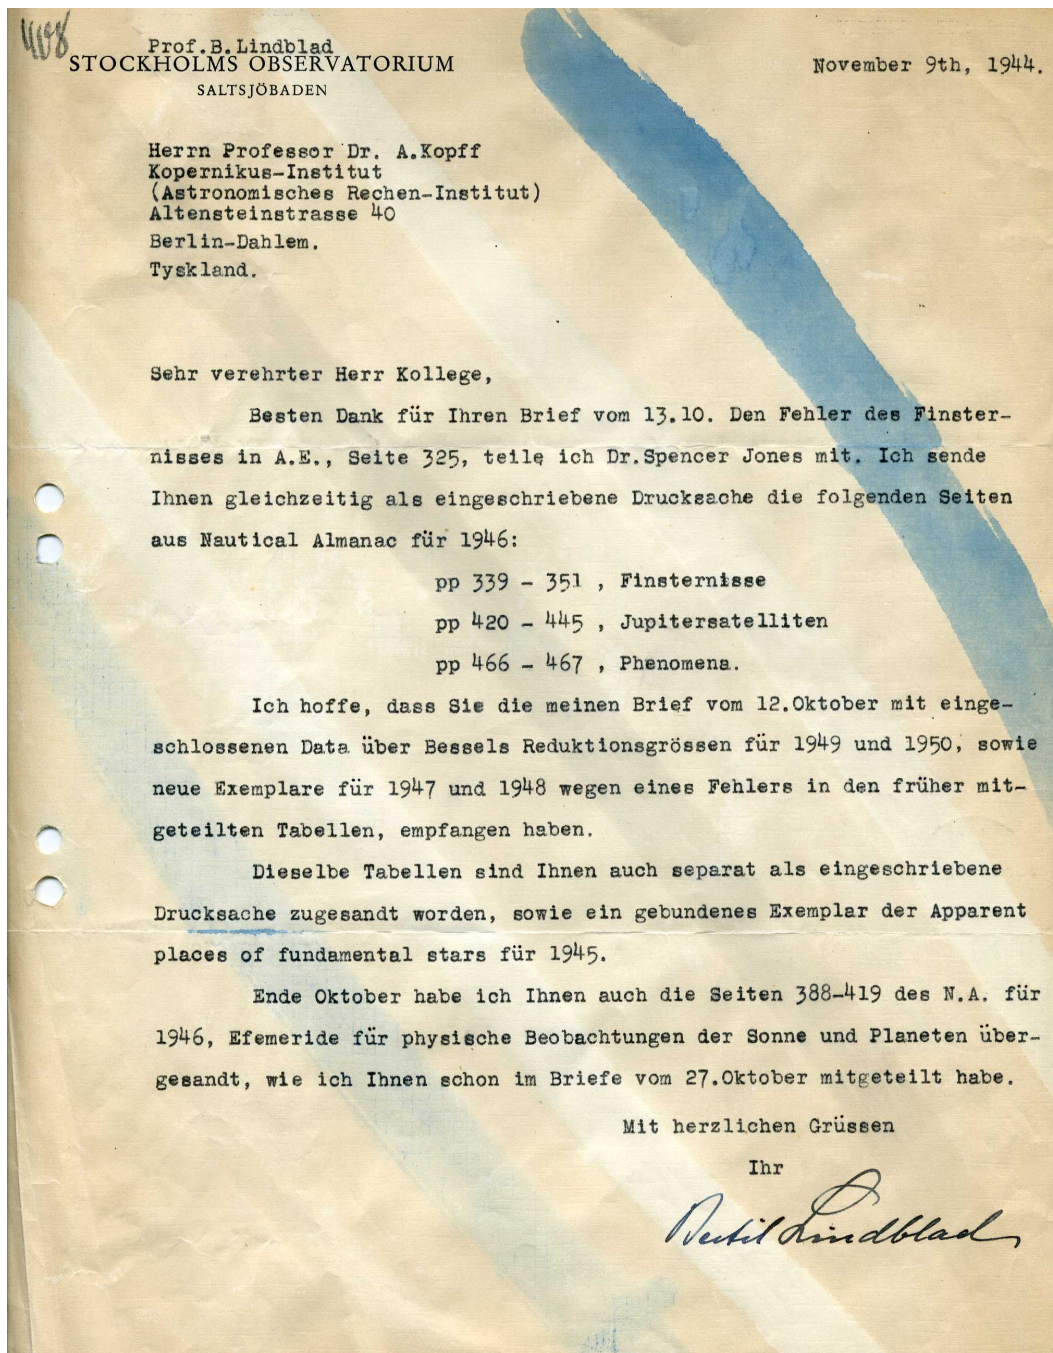 408
Prof.B.Lindblad
STOCKHOLMS OBSERVATORIUM
SALTSJÖBADEN
November 9th, 1944.
Herrn Professor Dr. A.Kopff
Kopernikus-Institut
(Astronomisches Rechen-Institut)
Altensteinstrasse 40
Berlin-Dahlem.
Tyskland.
Sehr verehrter Herr Kollege,
Besten Dank für Ihren Brief vom 13.10. Den Fehler des Finster-
nisses in A.E., Seite 325, teile ich Dr.Spencer Jones mit. Ich sende
Ihnen gleichzeitig als eingeschriebene Drucksache die folgenden Seiten
aus Nautical Almanac für 1946:
pp 339 - 351 , Finsternisse
pp 420 - 445 , Jupitersatelliten
pp 466 - 467 , Phenomena.
Ich hoffe, dass Sie die meinen Brief vom 12.Oktober mit einge-
schlossenen Data über Bessels Reduktionsgrössen für 1949 und 1950, sowie
neue Exemplare für 1947 und 1948 wegen eines Fehlers in den früher mit-
geteilten Tabellen, empfangen haben.
Dieselbe Tabellen sind Ihnen auch separat als eingeschriebene
Drucksache zugesandt worden, sowie ein gebundenes Exemplar der Apparent
places of fundamental stars für 1945.
Ende Oktober habe ich Ihnen auch die Seiten 388-419 des N.A. für
1946, Efemeride für physische Beobachtungen der Sonne und Planeten über-
gesandt, wie ich Ihnen schon im Briefe vom 27.Oktober mitgeteilt habe.
Mit herzlichen Grüssen
Ihr
Bertil Lindblad